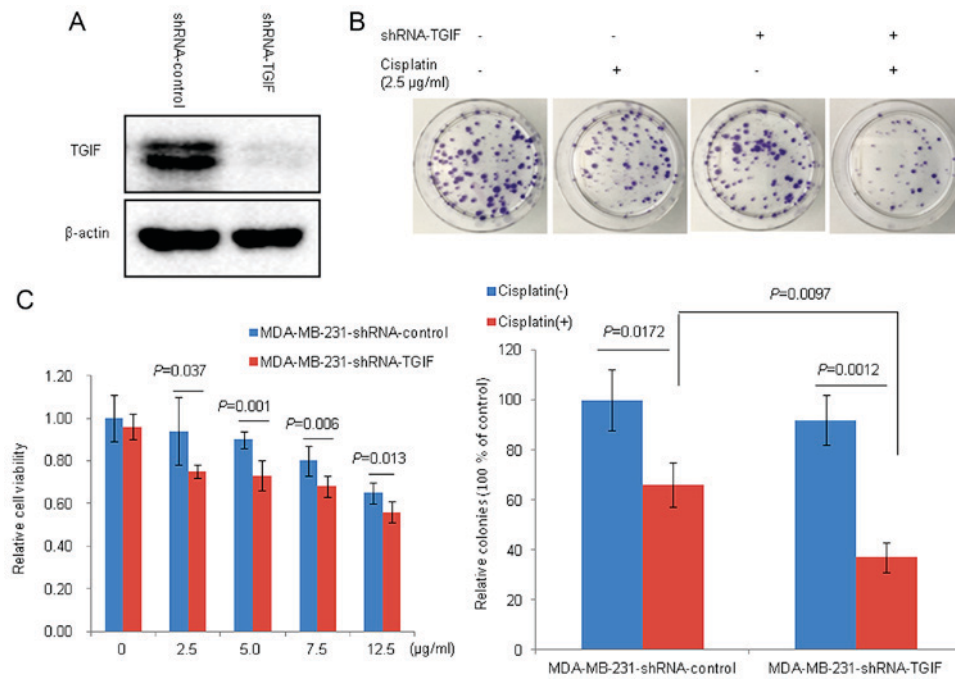 A
shRNA-control
shRNA-TGIF
TGIF
β-actin
B
shRNA-TGIF - - + +
Cisplatin - + - +
(2.5 µg/ml)
C
MDA-MB-231-shRNA-control
MDA-MB-231-shRNA-TGIF
Relative cell viability
1.20
1.00
0.80
0.60
0.40
0.20
0.00
P=0.037
P=0.001
P=0.006
P=0.013
0 2.5 5.0 7.5 12.5 (µg/ml)
Cisplatin(-)
Cisplatin(+)
Relative colonies (100 % of control)
120
100
80
60
40
20
0
P=0.0172
P=0.0097
P=0.0012
MDA-MB-231-shRNA-control MDA-MB-231-shRNA-TGIF